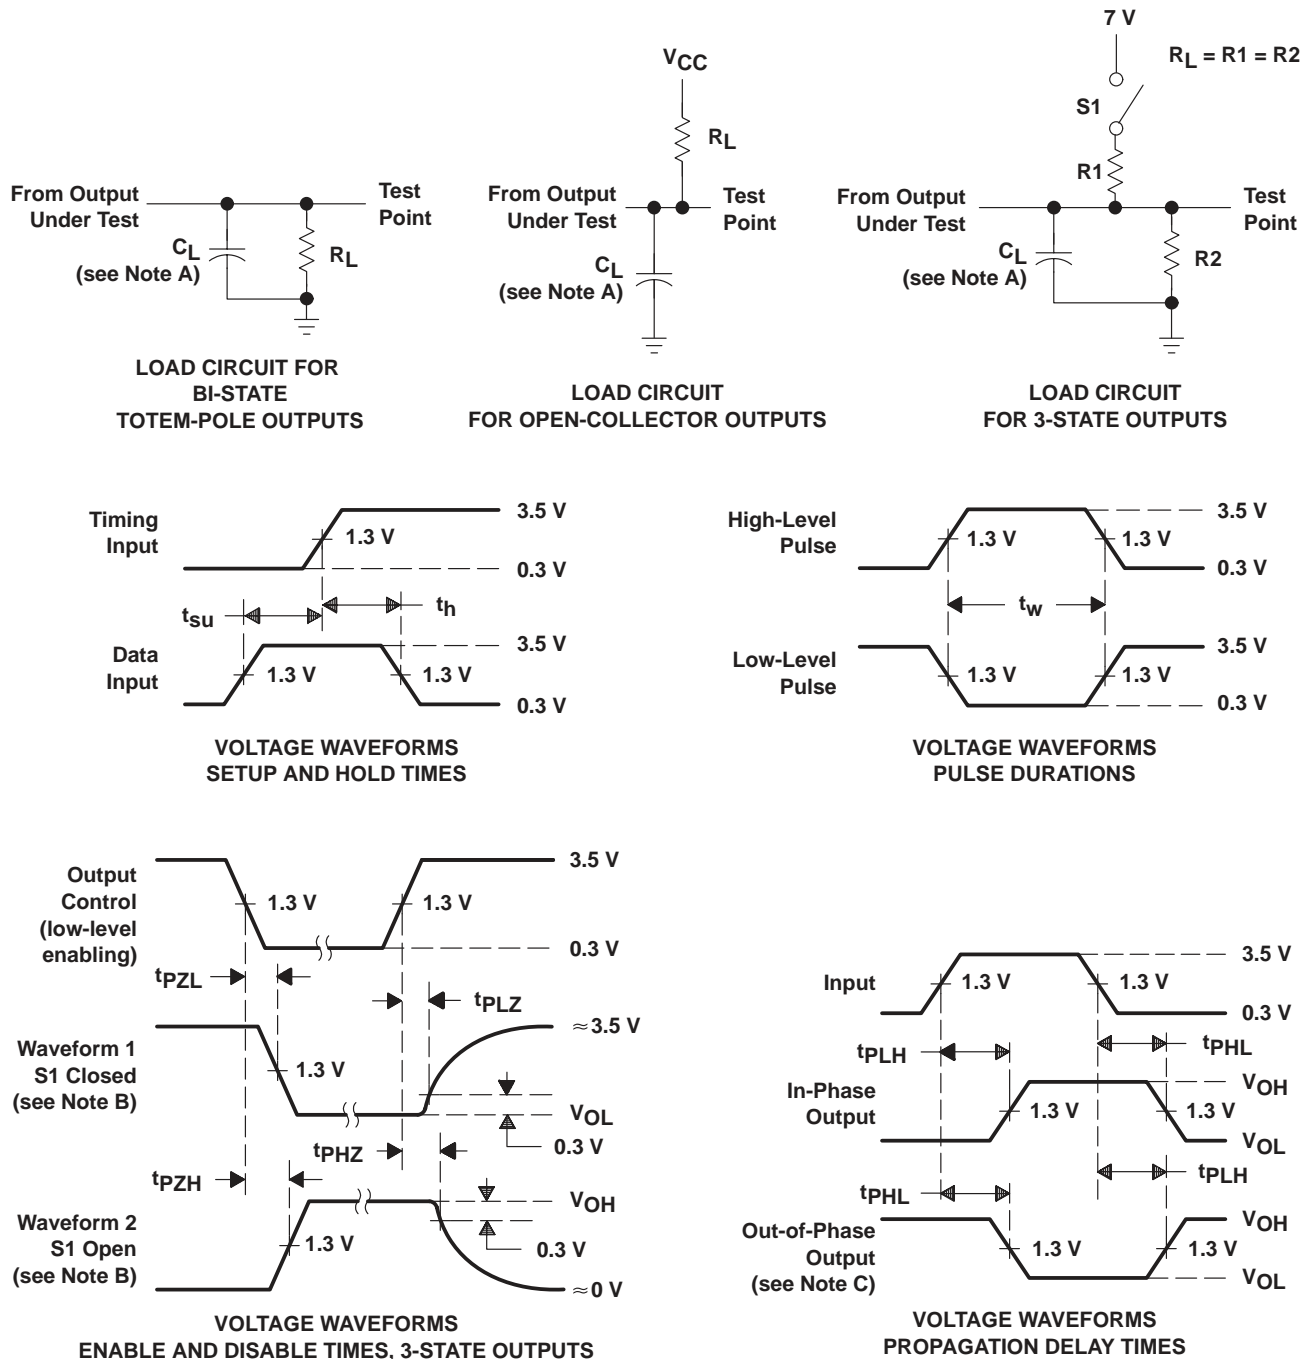 7 V
RL = R1 = R2
VCC
S1
RL
R1
From Output
Under Test
Test
Point
CL
(see Note A)
RL
From Output
Under Test
Test
Point
CL
(see Note A)
From Output
Under Test
Test
Point
CL
(see Note A)
R2
LOAD CIRCUIT FOR
BI-STATE
TOTEM-POLE OUTPUTS
LOAD CIRCUIT
FOR OPEN-COLLECTOR OUTPUTS
LOAD CIRCUIT
FOR 3-STATE OUTPUTS
Timing
Input
1.3 V
3.5 V
0.3 V
tsu
th
Data
Input
1.3 V
1.3 V
3.5 V
0.3 V
VOLTAGE WAVEFORMS
SETUP AND HOLD TIMES
High-Level
Pulse
1.3 V
1.3 V
3.5 V
0.3 V
tw
Low-Level
Pulse
1.3 V
1.3 V
3.5 V
0.3 V
VOLTAGE WAVEFORMS
PULSE DURATIONS
Output
Control
(low-level
enabling)
1.3 V
1.3 V
3.5 V
0.3 V
tPZL
tPLZ
Waveform 1
S1 Closed
(see Note B)
1.3 V
≈3.5 V
VOL
0.3 V
tPHZ
tPZH
Waveform 2
S1 Open
(see Note B)
1.3 V
VOH
0.3 V
≈0 V
VOLTAGE WAVEFORMS
ENABLE AND DISABLE TIMES, 3-STATE OUTPUTS
Input
1.3 V
1.3 V
3.5 V
0.3 V
tPLH
tPHL
In-Phase
Output
1.3 V
1.3 V
VOH
VOL
tPHL
tPLH
Out-of-Phase
Output
(see Note C)
1.3 V
1.3 V
VOH
VOL
VOLTAGE WAVEFORMS
PROPAGATION DELAY TIMES